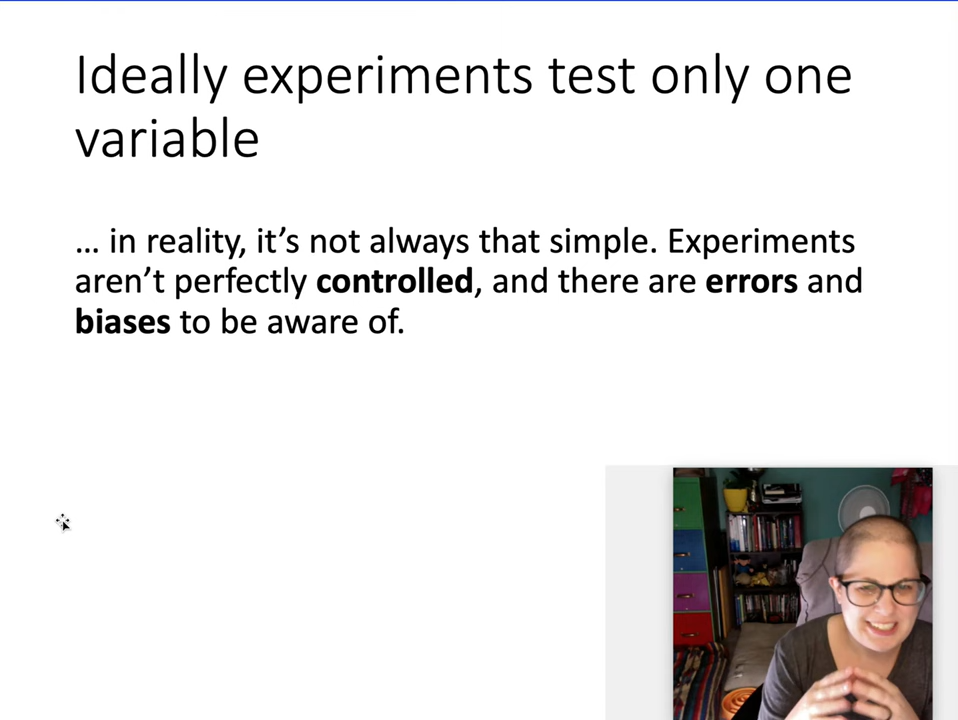 Ideally experiments test only one
variable
… in reality, it’s not always that simple. Experiments
aren’t perfectly controlled, and there are errors and
biases to be aware of.